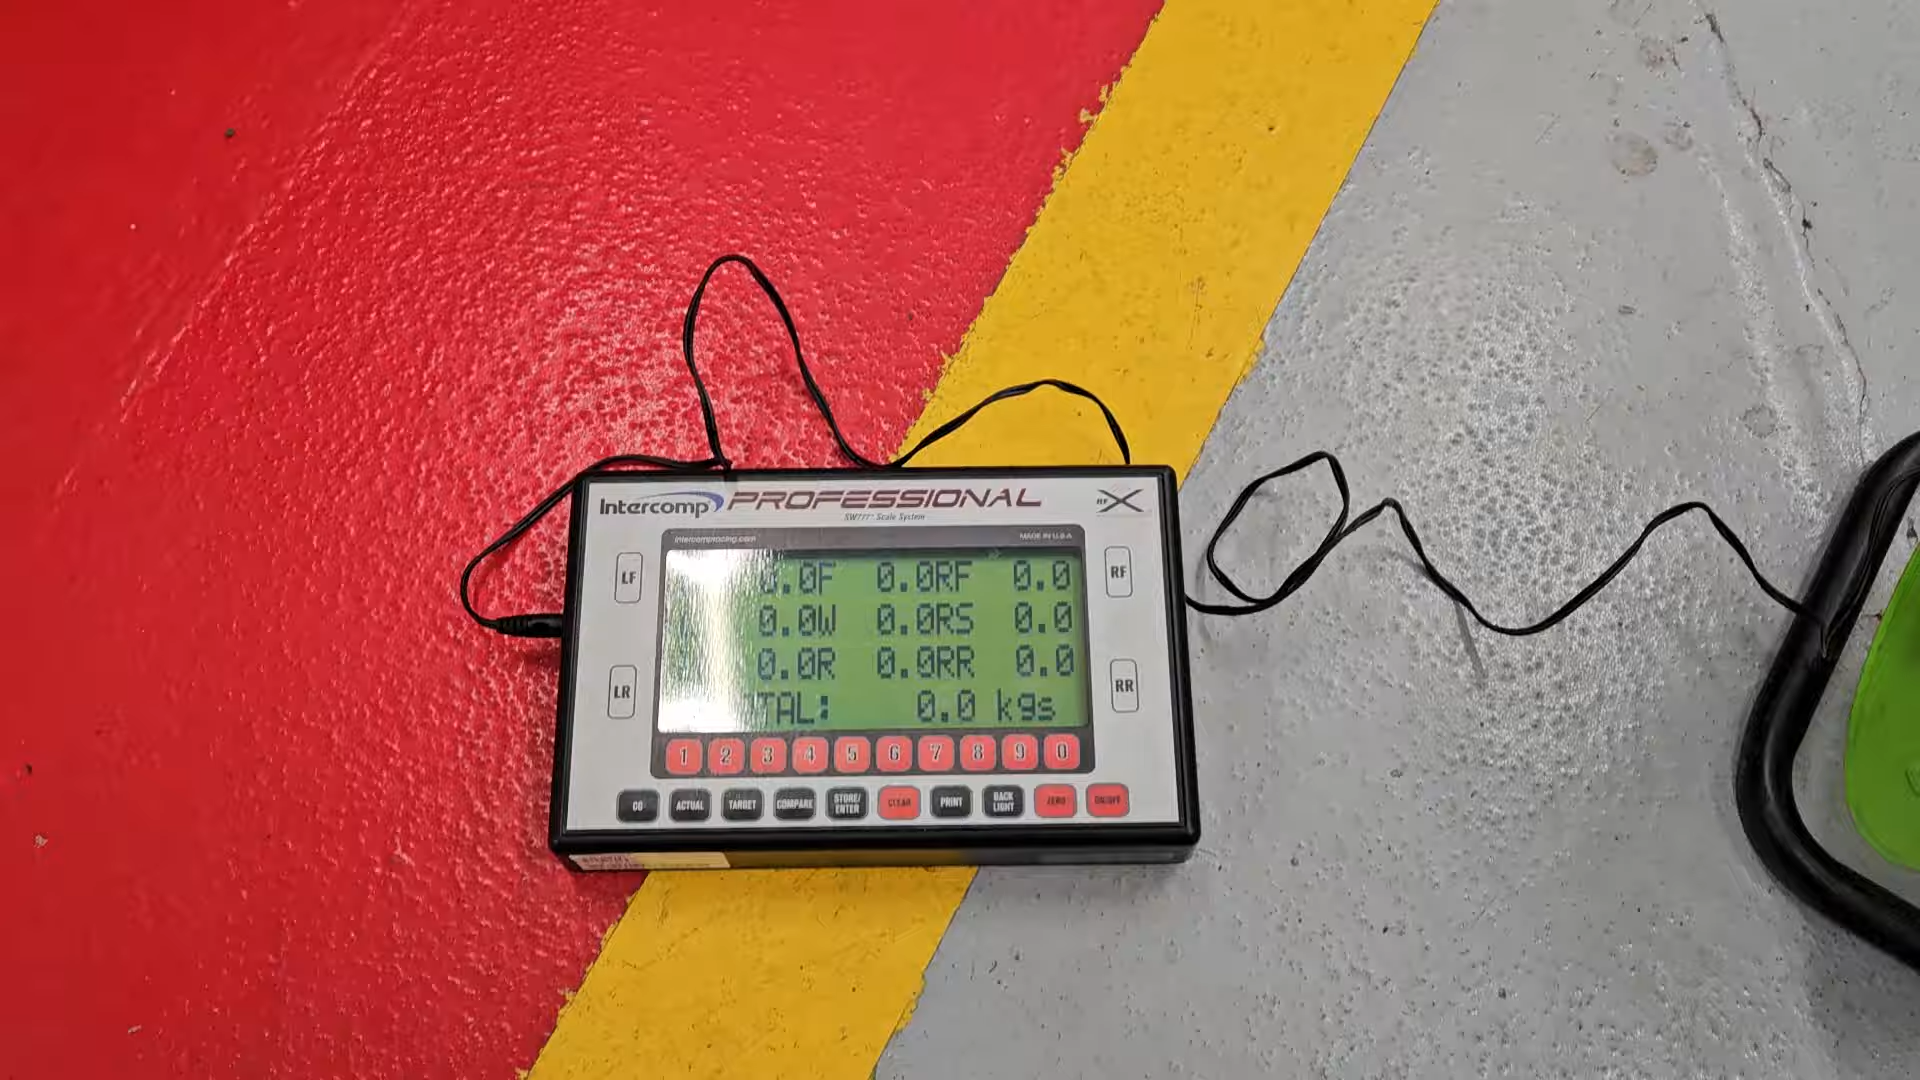 Intercomp PROFESSIONAL RFX
SW777™ Scale System
intercompracing.com MADE IN U.S.A
LF RF
0.0F 0.0RF 0.0
0.0W 0.0RS 0.0
0.0R 0.0RR 0.0
TAL: 0.0 kgs
LR RR
1 2 3 4 5 6 7 8 9 0
CG ACTUAL TARGET COMPARE STORE/ENTER CLEAR PRINT BACK LIGHT ZERO ON/OFF